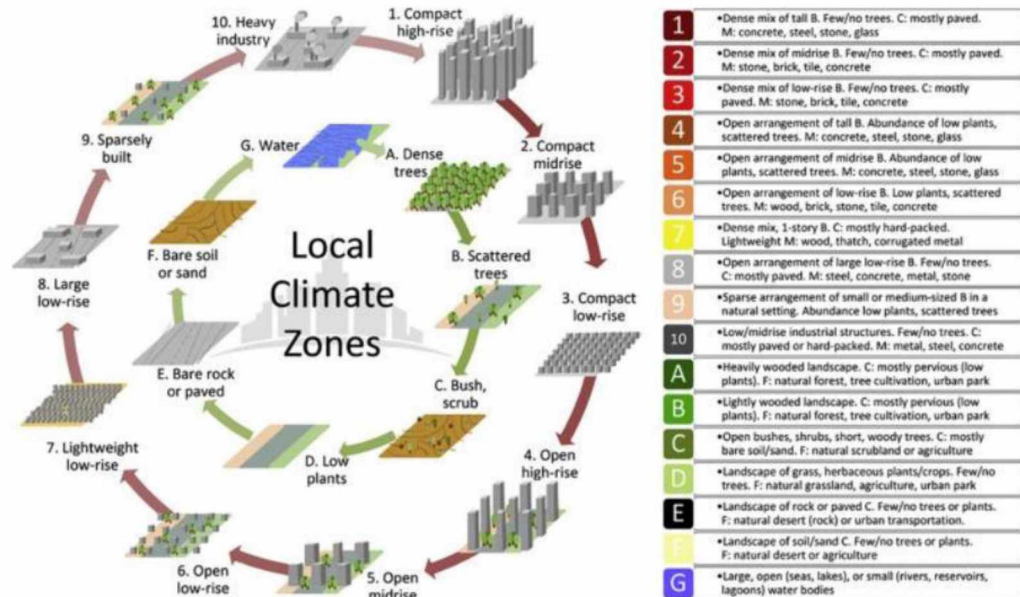 10. Heavy
industry
1. Compact
high-rise
9. Sparsely
built
G. Water
A. Dense
trees
2. Compact
midrise
F. Bare soil
or sand
Local
Climate
Zones
B. Scattered
trees
8. Large
low-rise
3. Compact
low-rise
E. Bare rock
or paved
C. Bush,
scrub
7. Lightweight
low-rise
D. Low
plants
4. Open
high-rise
6. Open
low-rise
5. Open
midrise
1
•Dense mix of tall B. Few/no trees. C: mostly paved.
M: concrete, steel, stone, glass
2
•Dense mix of midrise B. Few/no trees. C: mostly paved.
M: stone, brick, tile, concrete
3
•Dense mix of low-rise B. Few/no trees. C: mostly
paved. M: stone, brick, tile, concrete
4
•Open arrangement of tall B. Abundance of low plants,
scattered trees. M: concrete, steel, stone, glass
5
•Open arrangement of midrise B. Abundance of low
plants, scattered trees. M: concrete, steel, stone, glass
6
•Open arrangement of low-rise B. Low plants, scattered
trees. M: wood, brick, stone, tile, concrete
7
•Dense mix, 1-story B. C: mostly hard-packed.
Lightweight M: wood, thatch, corrugated metal
8
•Open arrangement of large low-rise B. Few/no trees.
C: mostly paved. M: steel, concrete, metal, stone
9
•Sparse arrangement of small or medium-sized B in a
natural setting. Abundance low plants, scattered trees
10
•Low/midrise industrial structures. Few/no trees. C:
mostly paved or hard-packed. M: metal, steel, concrete
A
•Heavily wooded landscape. C: mostly pervious (low
plants). F: natural forest, tree cultivation, urban park
B
•Lightly wooded landscape. C: mostly pervious (low
plants). F: natural forest, tree cultivation, urban park
C
•Open bushes, shrubs, short, woody trees. C: mostly
bare soil/sand. F: natural scrubland or agriculture
D
•Landscape of grass, herbaceous plants/crops. Few/no
trees. F: natural grassland, agriculture, urban park
E
•Landscape of rock or paved C. Few/no trees or plants.
F: natural desert (rock) or urban transportation.
F
•Landscape of soil/sand C. Few/no trees or plants.
F: natural desert or agriculture
G
•Large, open (seas, lakes), or small (rivers, reservoirs,
lagoons) water bodies